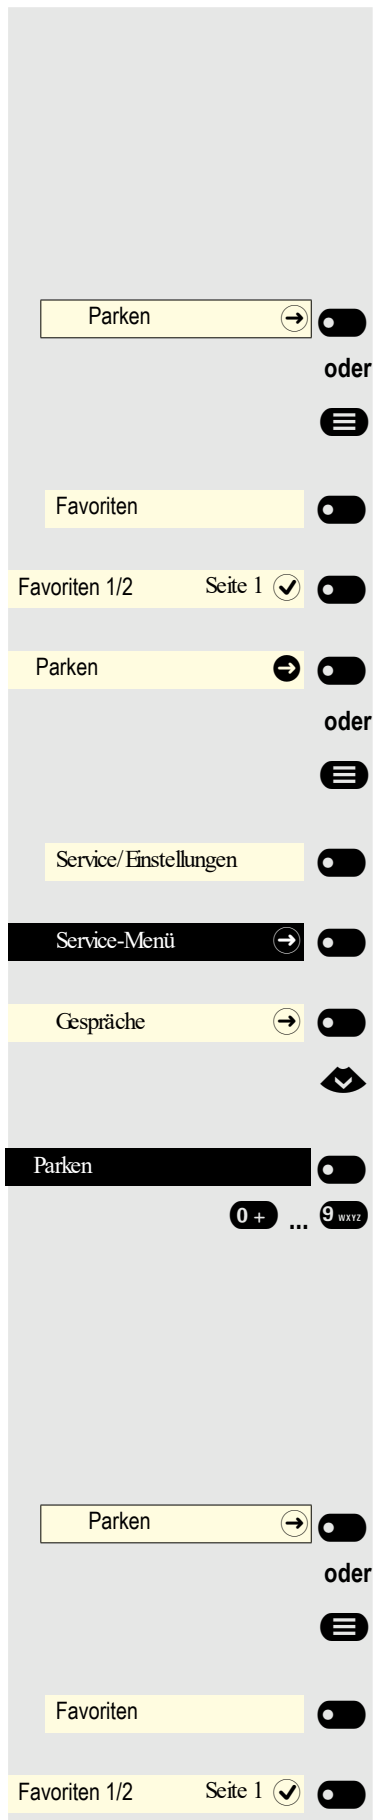 Parken
oder
Favoriten
Favoriten 1/2 Seite 1
Parken
oder
Service/Einstellungen
Service-Menü
Gespräche
Parken
0 + ... 9 WXYZ
Parken
oder
Favoriten
Favoriten 1/2 Seite 1